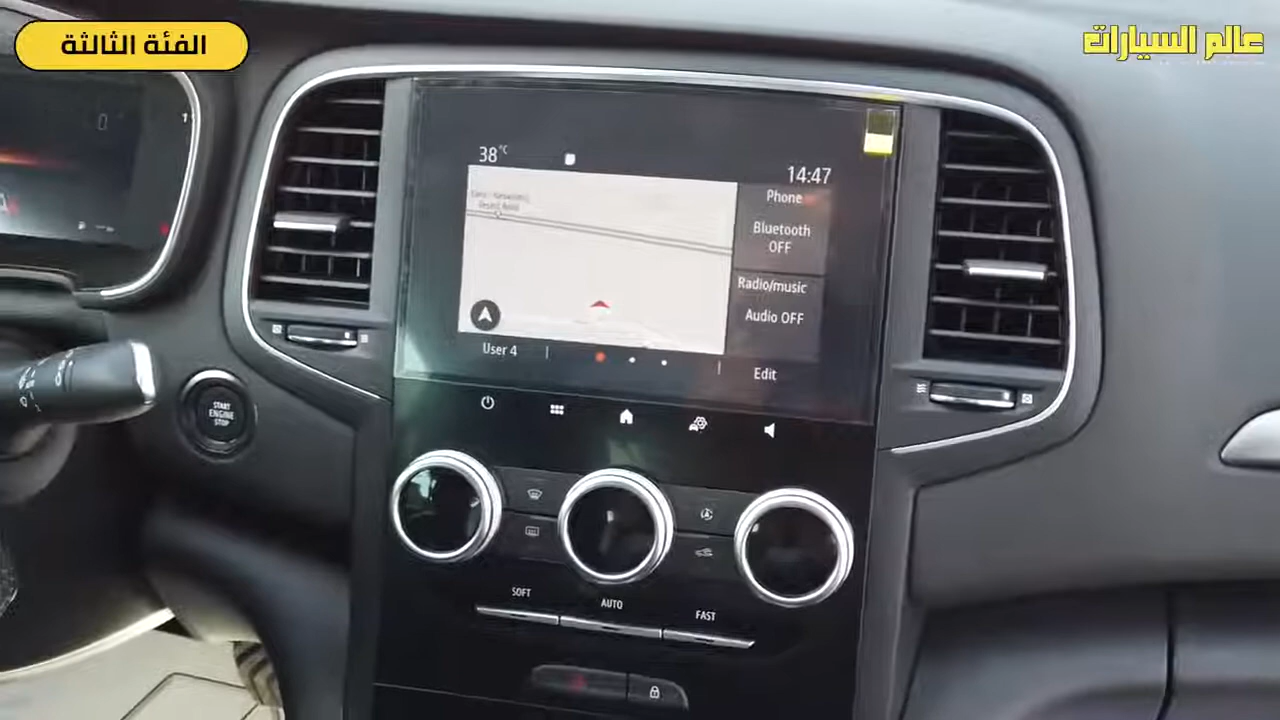 الفئة الثالثة
عالم السيارات
38°C
14:47
Phone
Bluetooth
OFF
Radio/music
Audio OFF
User 4
Edit
START
ENGINE
STOP
SOFT
AUTO
FAST